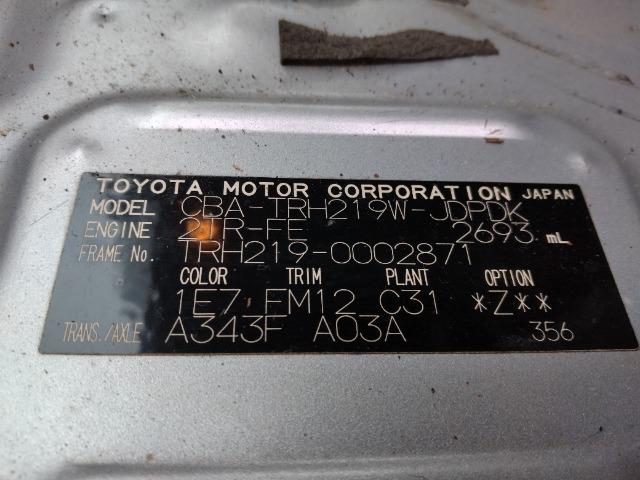 TOYOTA MOTOR CORPORATION JAPAN
MODEL CBA-TRH219W-JDPDK
ENGINE 2TR-FE 2693 mL
FRAME No. TRH219-0002871
COLOR TRIM PLANT OPTION
1E7 FM12 C31 *Z**
TRANS./AXLE A343F A03A 356